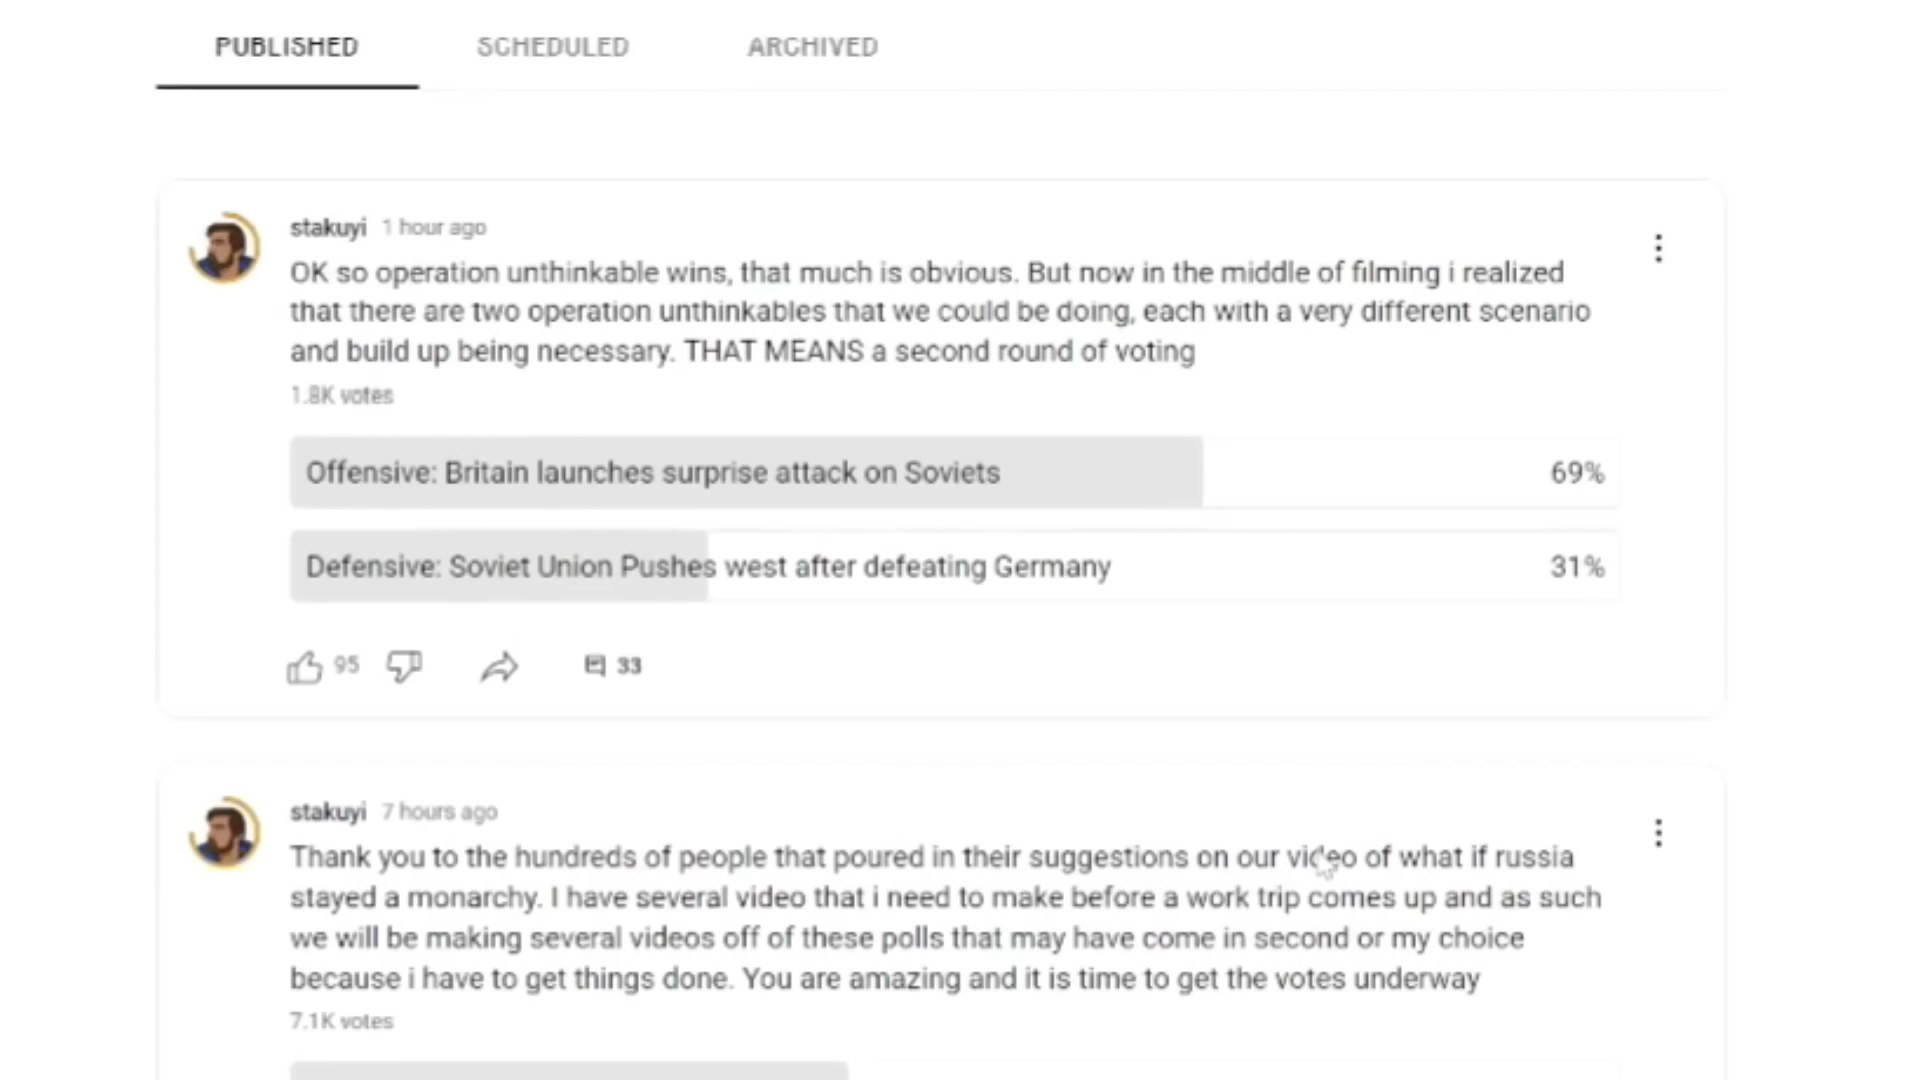 PUBLISHED SCHEDULED ARCHIVED
stakuyi 1 hour ago
OK so operation unthinkable wins, that much is obvious. But now in the middle of filming i realized
that there are two operation unthinkables that we could be doing, each with a very different scenario
and build up being necessary. THAT MEANS a second round of voting
1.8K votes
Offensive: Britain launches surprise attack on Soviets 69%
Defensive: Soviet Union Pushes west after defeating Germany 31%
95 33
stakuyi 7 hours ago
Thank you to the hundreds of people that poured in their suggestions on our video of what if russia
stayed a monarchy. I have several video that i need to make before a work trip comes up and as such
we will be making several videos off of these polls that may have come in second or my choice
because i have to get things done. You are amazing and it is time to get the votes underway
7.1K votes